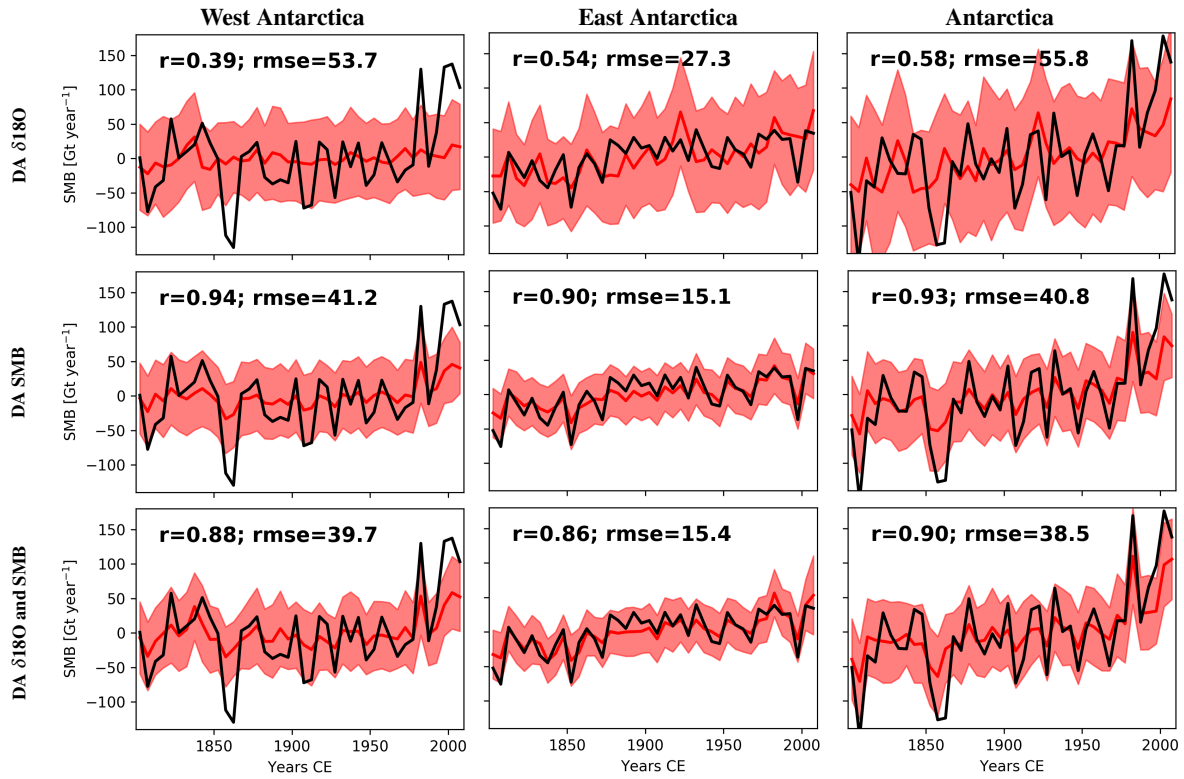 West Antarctica East Antarctica Antarctica
DA δ18O
SMB [Gt year⁻¹]
150
100
50
0
−50
−100
r=0.39; rmse=53.7
r=0.54; rmse=27.3
r=0.58; rmse=55.8
DA SMB
SMB [Gt year⁻¹]
150
100
50
0
−50
−100
r=0.94; rmse=41.2
r=0.90; rmse=15.1
r=0.93; rmse=40.8
DA δ18O and SMB
SMB [Gt year⁻¹]
150
100
50
0
−50
−100
r=0.88; rmse=39.7
r=0.86; rmse=15.4
r=0.90; rmse=38.5
1850 1900 1950 2000
1850 1900 1950 2000
1850 1900 1950 2000
Years CE
Years CE
Years CE